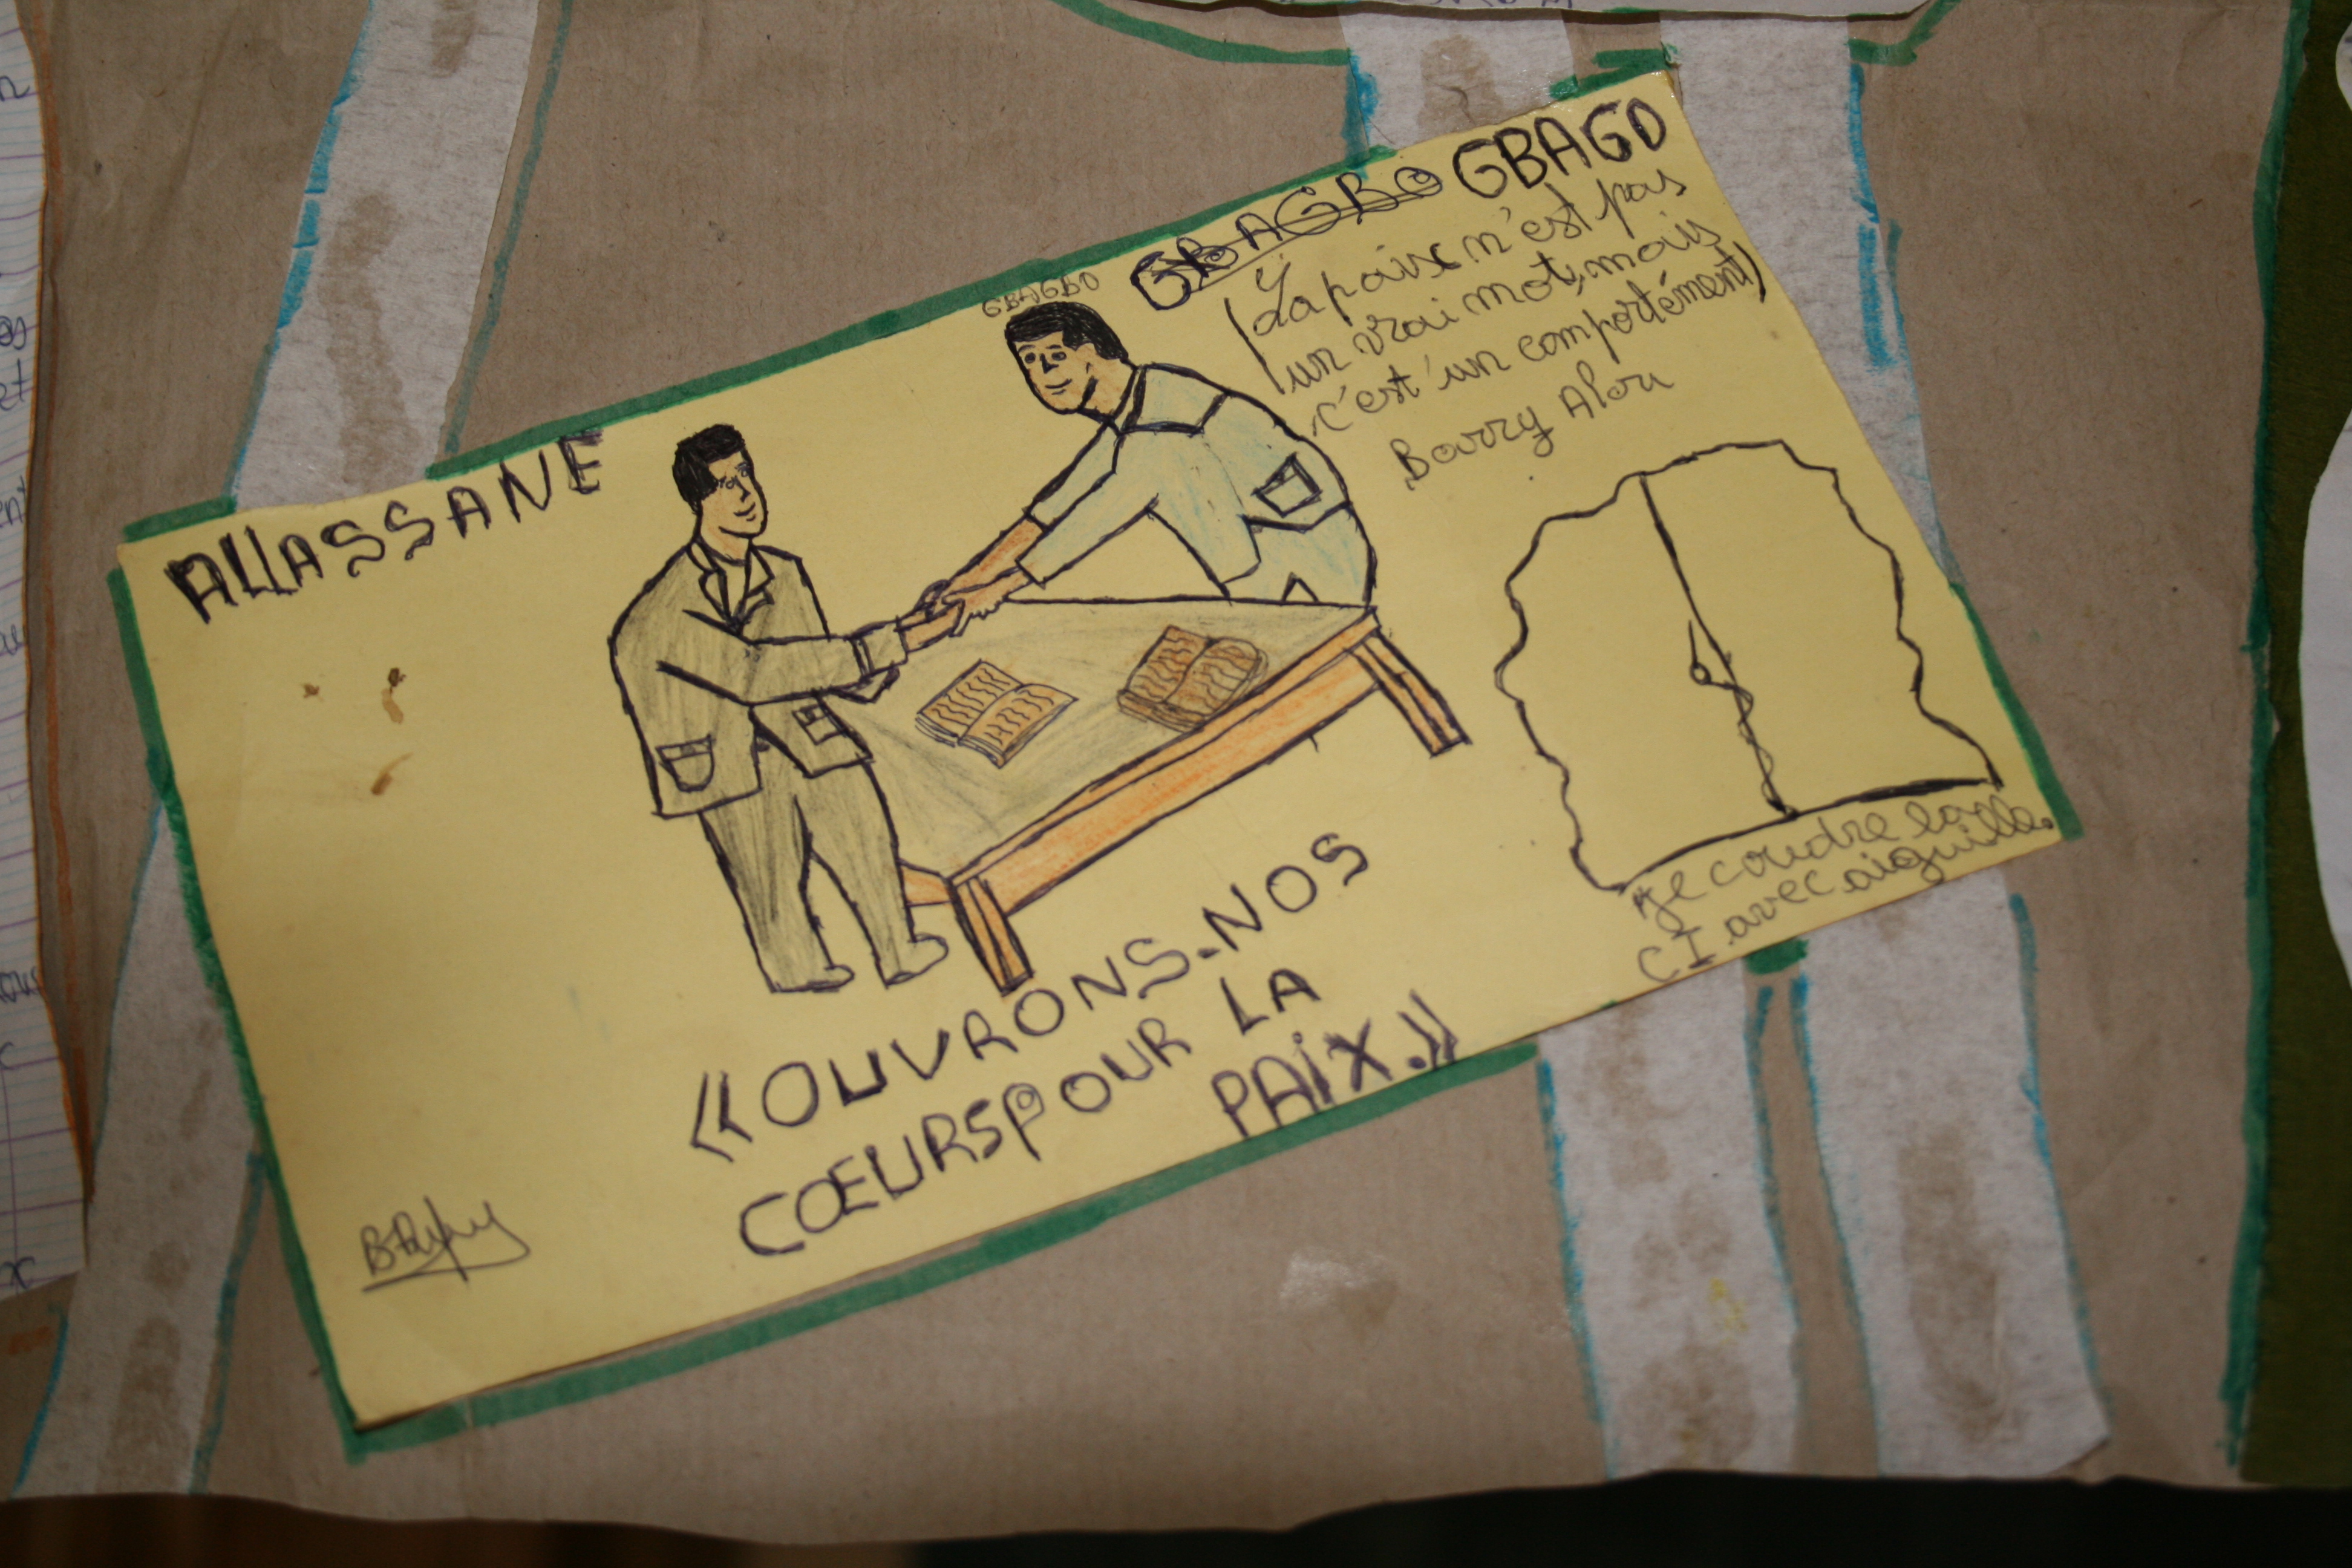 ALLASSANE
GBAGBO
GBAGBO GBAGO
(La paix n'est pas
un vrai mot, mais
c'est un comportément)
Barry Alou
je coudre la
CI avec aiguille.
«OUVRONS-NOS
CŒURS POUR LA
PAIX.»